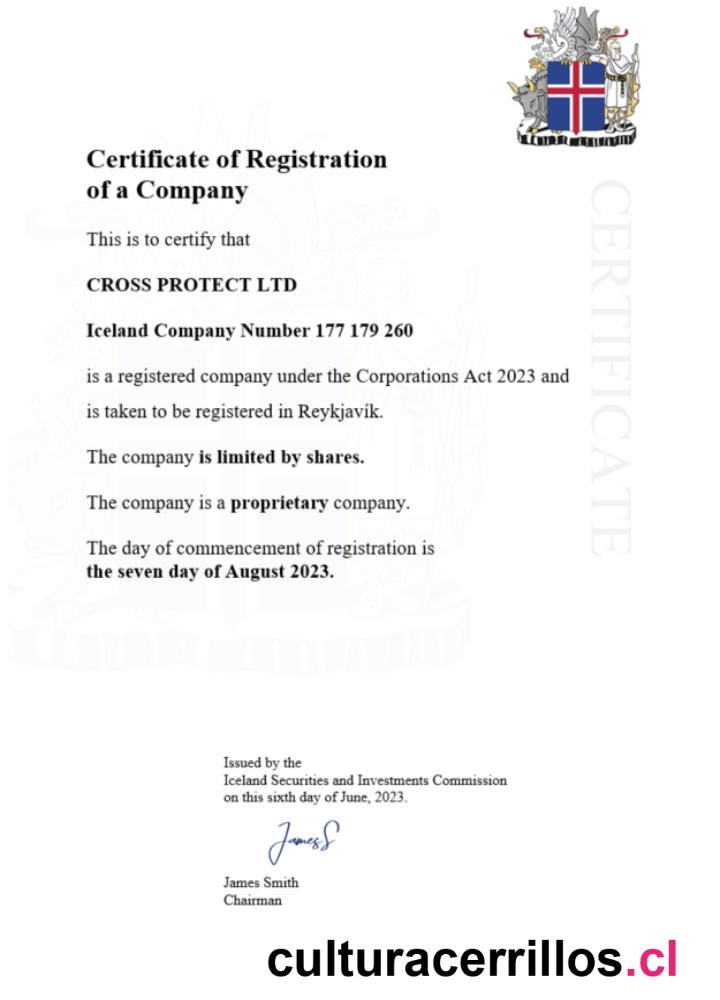 Certificate of Registration
of a Company
This is to certify that
CROSS PROTECT LTD
Iceland Company Number 177 179 260
is a registered company under the Corporations Act 2023 and
is taken to be registered in Reykjavík.
The company is limited by shares.
The company is a proprietary company.
The day of commencement of registration is
the seven day of August 2023.
CERTIFICATE
Issued by the
Iceland Securities and Investments Commission
on this sixth day of June, 2023.
JamesS
James Smith
Chairman
culturacerrillos.cl